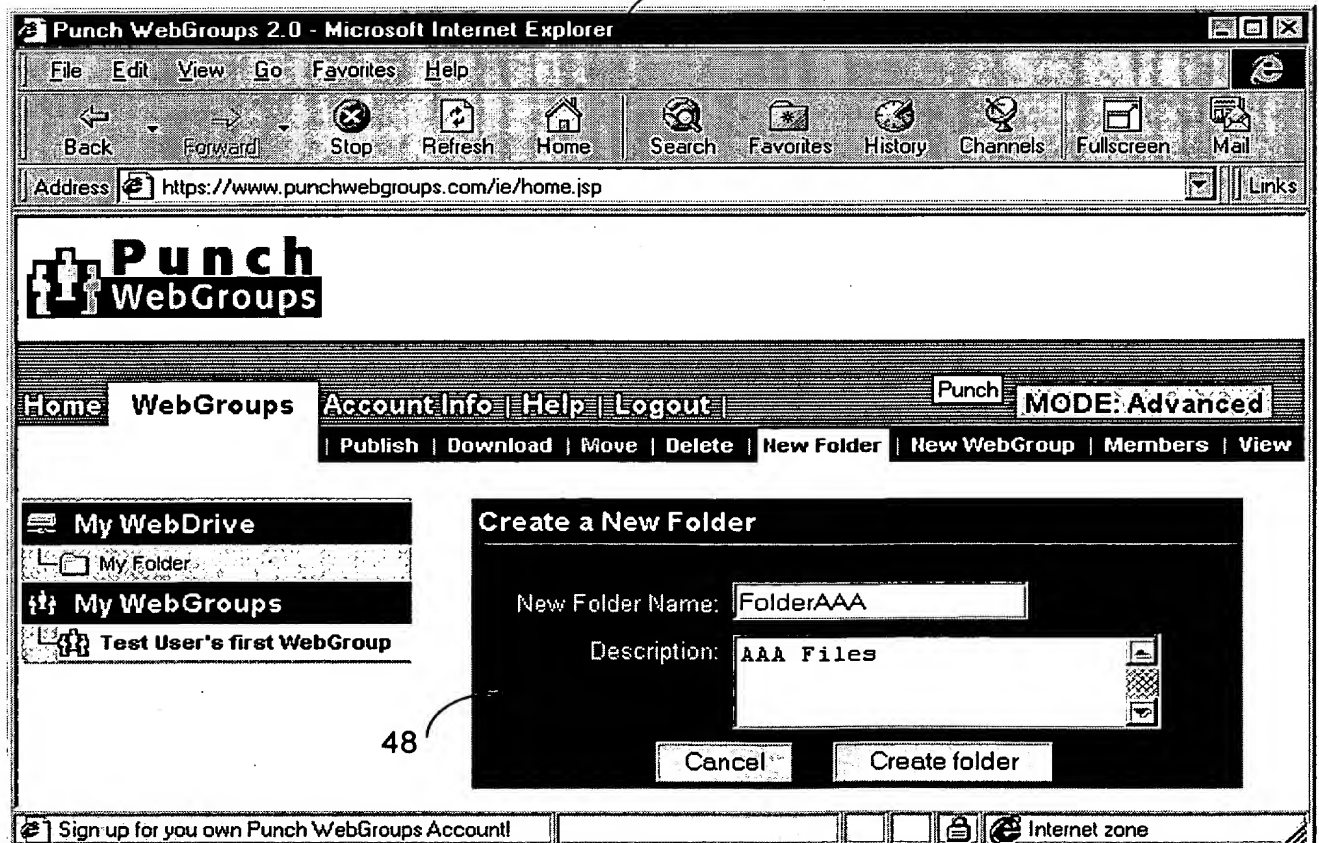 Punch WebGroups 2.0 - Microsoft Internet Explorer
File Edit View Go Favorites Help
Back Forward Stop Refresh Home Search Favorites History Channels Fullscreen Mail
Address https://www.punchwebgroups.com/ie/home.jsp Links
Punch
WebGroups
Punch
Home WebGroups Account Info | Help | Logout | MODE: Advanced
| Publish | Download | Move | Delete | New Folder | New WebGroup | Members | View
My WebDrive
My Folder
My WebGroups
Test User's first WebGroup
Create a New Folder
New Folder Name: FolderAAA
Description: AAA Files
48
Cancel Create folder
Sign up for you own Punch WebGroups Account! Internet zone